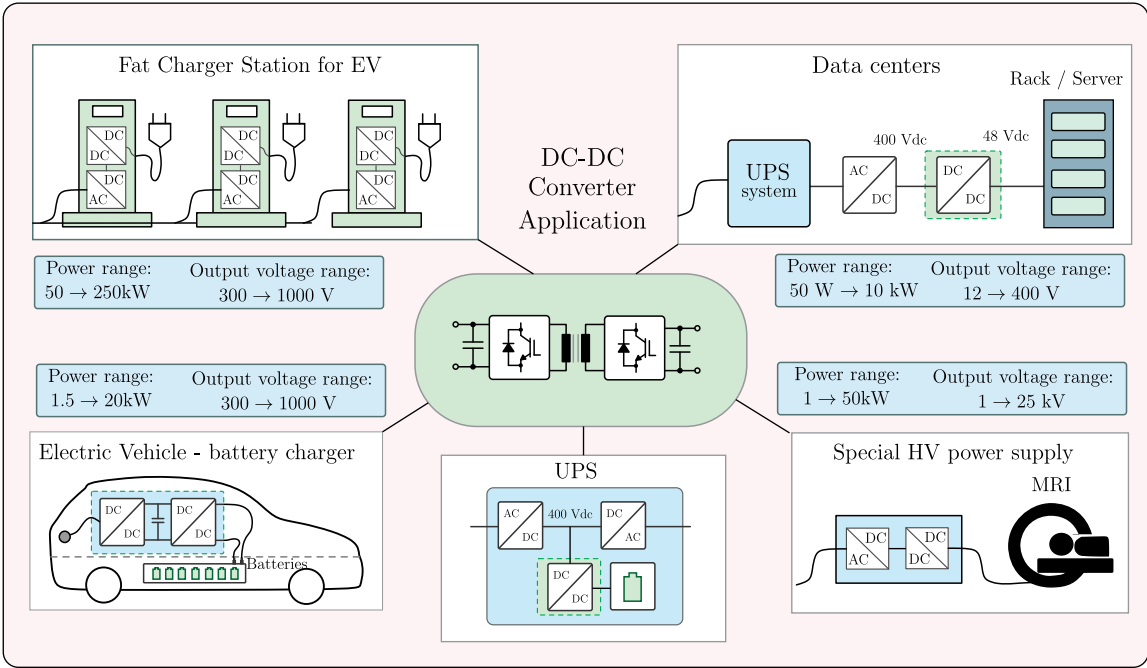 Fat Charger Station for EV
DC
DC
DC
AC
DC
DC
DC
AC
DC
DC
DC
AC
Power range:
50 → 250kW
Output voltage range:
300 → 1000 V
DC-DC
Converter
Application
Data centers
Rack / Server
UPS
system
AC
DC
400 Vdc
DC
DC
48 Vdc
Power range:
50 W → 10 kW
Output voltage range:
12 → 400 V
Power range:
1.5 → 20kW
Output voltage range:
300 → 1000 V
Electric Vehicle - battery charger
DC
DC
DC
DC
Batteries
UPS
AC
DC
400 Vdc
DC
AC
DC
DC
Power range:
1 → 50kW
Output voltage range:
1 → 25 kV
Special HV power supply
MRI
DC
AC
DC
DC